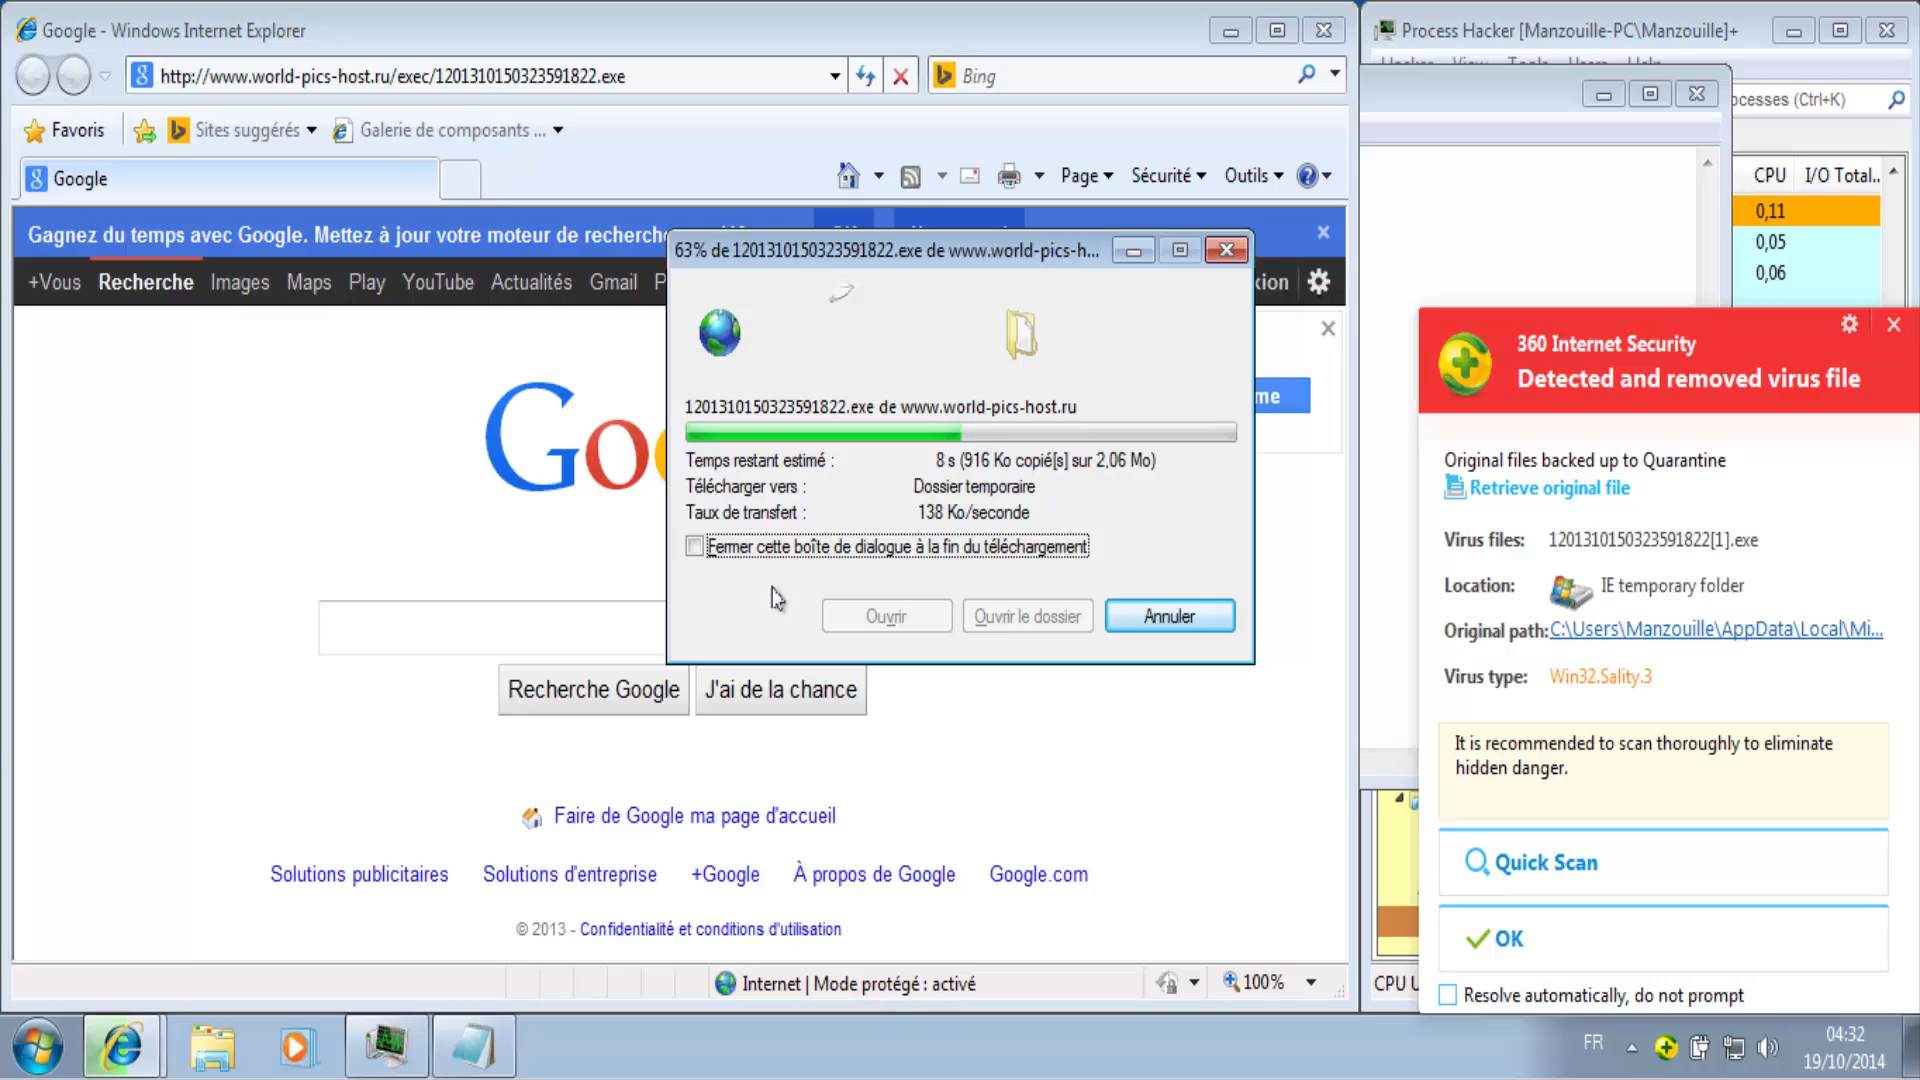 Google - Windows Internet Explorer
http://www.world-pics-host.ru/exec/1201310150323591822.exe
Bing
Favoris
Sites suggérés
Galerie de composants ...
Google
Page
Sécurité
Outils
Gagnez du temps avec Google. Mettez à jour votre moteur de recherche
+Vous Recherche Images Maps Play YouTube Actualités Gmail
Goo
Recherche Google
J'ai de la chance
Faire de Google ma page d'accueil
Solutions publicitaires
Solutions d'entreprise
+Google
À propos de Google
Google.com
© 2013 - Confidentialité et conditions d'utilisation
Internet | Mode protégé : activé
100%
63% de 1201310150323591822.exe de www.world-pics-h...
1201310150323591822.exe de www.world-pics-host.ru
Temps restant estimé : 8 s (916 Ko copié[s] sur 2,06 Mo)
Télécharger vers : Dossier temporaire
Taux de transfert : 138 Ko/seconde
Fermer cette boîte de dialogue à la fin du téléchargement
Ouvrir
Ouvrir le dossier
Annuler
Process Hacker [Manzouille-PC\Manzouille]+
Hacker View Tools Users Help
ocesses (Ctrl+K)
CPU
I/O Total...
0,11
0,05
0,06
CPU U
360 Internet Security
Detected and removed virus file
Original files backed up to Quarantine
Retrieve original file
Virus files: 1201310150323591822[1].exe
Location: IE temporary folder
Original path: C:\Users\Manzouille\AppData\Local\Mi...
Virus type: Win32.Sality.3
It is recommended to scan thoroughly to eliminate
hidden danger.
Quick Scan
OK
Resolve automatically, do not prompt
FR
04:32
19/10/2014